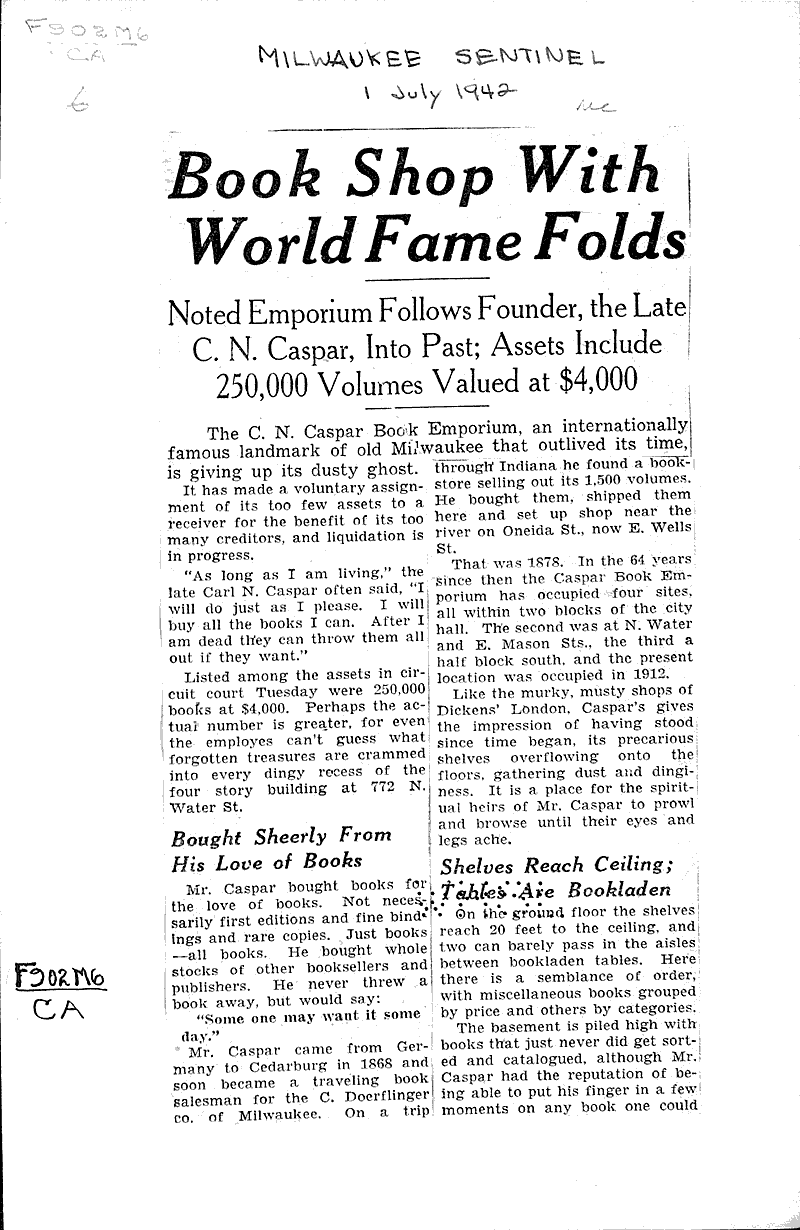 F902M6
CA
6
MILWAUKEE SENTINEL
1 July 1942
Book Shop With
World Fame Folds
Noted Emporium Follows Founder, the Late
C. N. Caspar, Into Past; Assets Include
250,000 Volumes Valued at $4,000
The C. N. Caspar Book Emporium, an internationally
famous landmark of old Milwaukee that outlived its time,
is giving up its dusty ghost.
It has made a voluntary assign-
ment of its too few assets to a
receiver for the benefit of its too
many creditors, and liquidation is
in progress.
"As long as I am living," the
late Carl N. Caspar often said, "I
will do just as I please. I will
buy all the books I can. After I
am dead they can throw them all
out if they want."
Listed among the assets in cir-
cuit court Tuesday were 250,000
books at $4,000. Perhaps the ac-
tual number is greater, for even
the employes can't guess what
forgotten treasures are crammed
into every dingy recess of the
four story building at 772 N.
Water St.
Bought Sheerly From
His Love of Books
Mr. Caspar bought books for
the love of books. Not neces-
sarily first editions and fine bind-
ings and rare copies. Just books
—all books. He bought whole
stocks of other booksellers and
publishers. He never threw a
book away, but would say:
"Some one may want it some
day."
Mr. Caspar came from Ger-
many to Cedarburg in 1868 and
soon became a traveling book
salesman for the C. Doerflinger
co. of Milwaukee. On a trip
through Indiana he found a book-
store selling out its 1,500 volumes.
He bought them, shipped them
here and set up shop near the
river on Oneida St., now E. Wells
St.
That was 1878. In the 64 years
since then the Caspar Book Em-
porium has occupied four sites,
all within two blocks of the city
hall. The second was at N. Water
and E. Mason Sts., the third a
half block south, and the present
location was occupied in 1912.
Like the murky, musty shops of
Dickens' London, Caspar's gives
the impression of having stood
since time began, its precarious
shelves overflowing onto the
floors, gathering dust and dingi-
ness. It is a place for the spirit-
ual heirs of Mr. Caspar to prowl
and browse until their eyes and
legs ache.
Shelves Reach Ceiling;
Tables Are Bookladen
On the ground floor the shelves
reach 20 feet to the ceiling, and
two can barely pass in the aisles
between bookladen tables. Here
there is a semblance of order,
with miscellaneous books grouped
by price and others by categories.
The basement is piled high with
books that just never did get sort-
ed and catalogued, although Mr.
Caspar had the reputation of be-
ing able to put his finger in a few
moments on any book one could
F902M6
CA